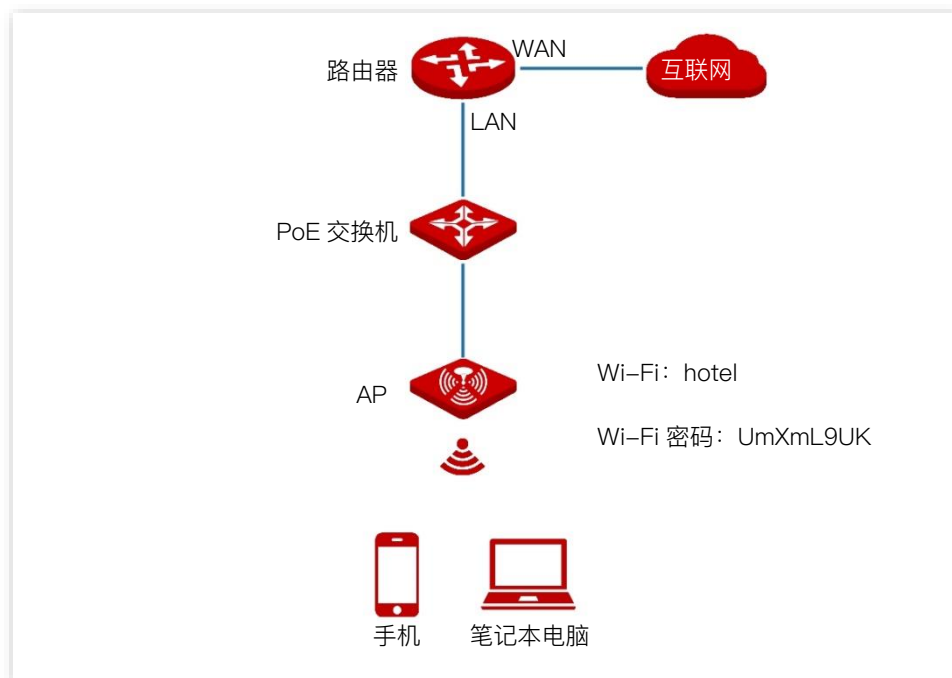 WAN
路由器
互联网
LAN
PoE 交换机
AP
Wi-Fi：hotel
Wi-Fi 密码：UmXmL9UK
手机
笔记本电脑